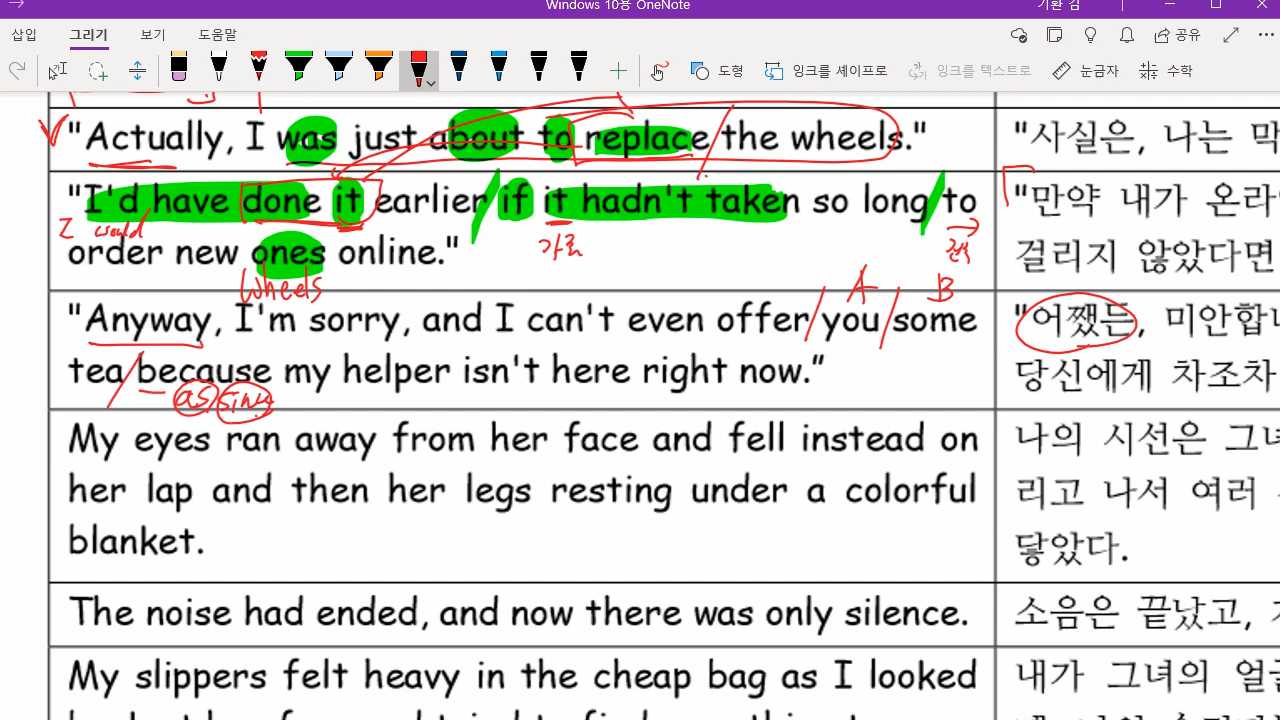 Windows 10용 OneNote
기환 김
삽입 그리기 보기 도움말
공유
도형 잉크를 셰이프로 잉크를 텍스트로 눈금자 수학
"Actually, I was just about to replace the wheels."
"사실은, 나는 막
"I'd have done it earlier if it hadn't taken so long to
I would
가주
진주
order new ones online."
wheels
"만약 내가 온라
걸리지 않았다면
A B
"Anyway, I'm sorry, and I can't even offer you some
tea because my helper isn't here right now."
as since
"어쨌든, 미안합
당신에게 차조차
My eyes ran away from her face and fell instead on
her lap and then her legs resting under a colorful
blanket.
나의 시선은 그녀
리고 나서 여러
닿았다.
The noise had ended, and now there was only silence.
소음은 끝났고,
My slippers felt heavy in the cheap bag as I looked
내가 그녀의 얼굴